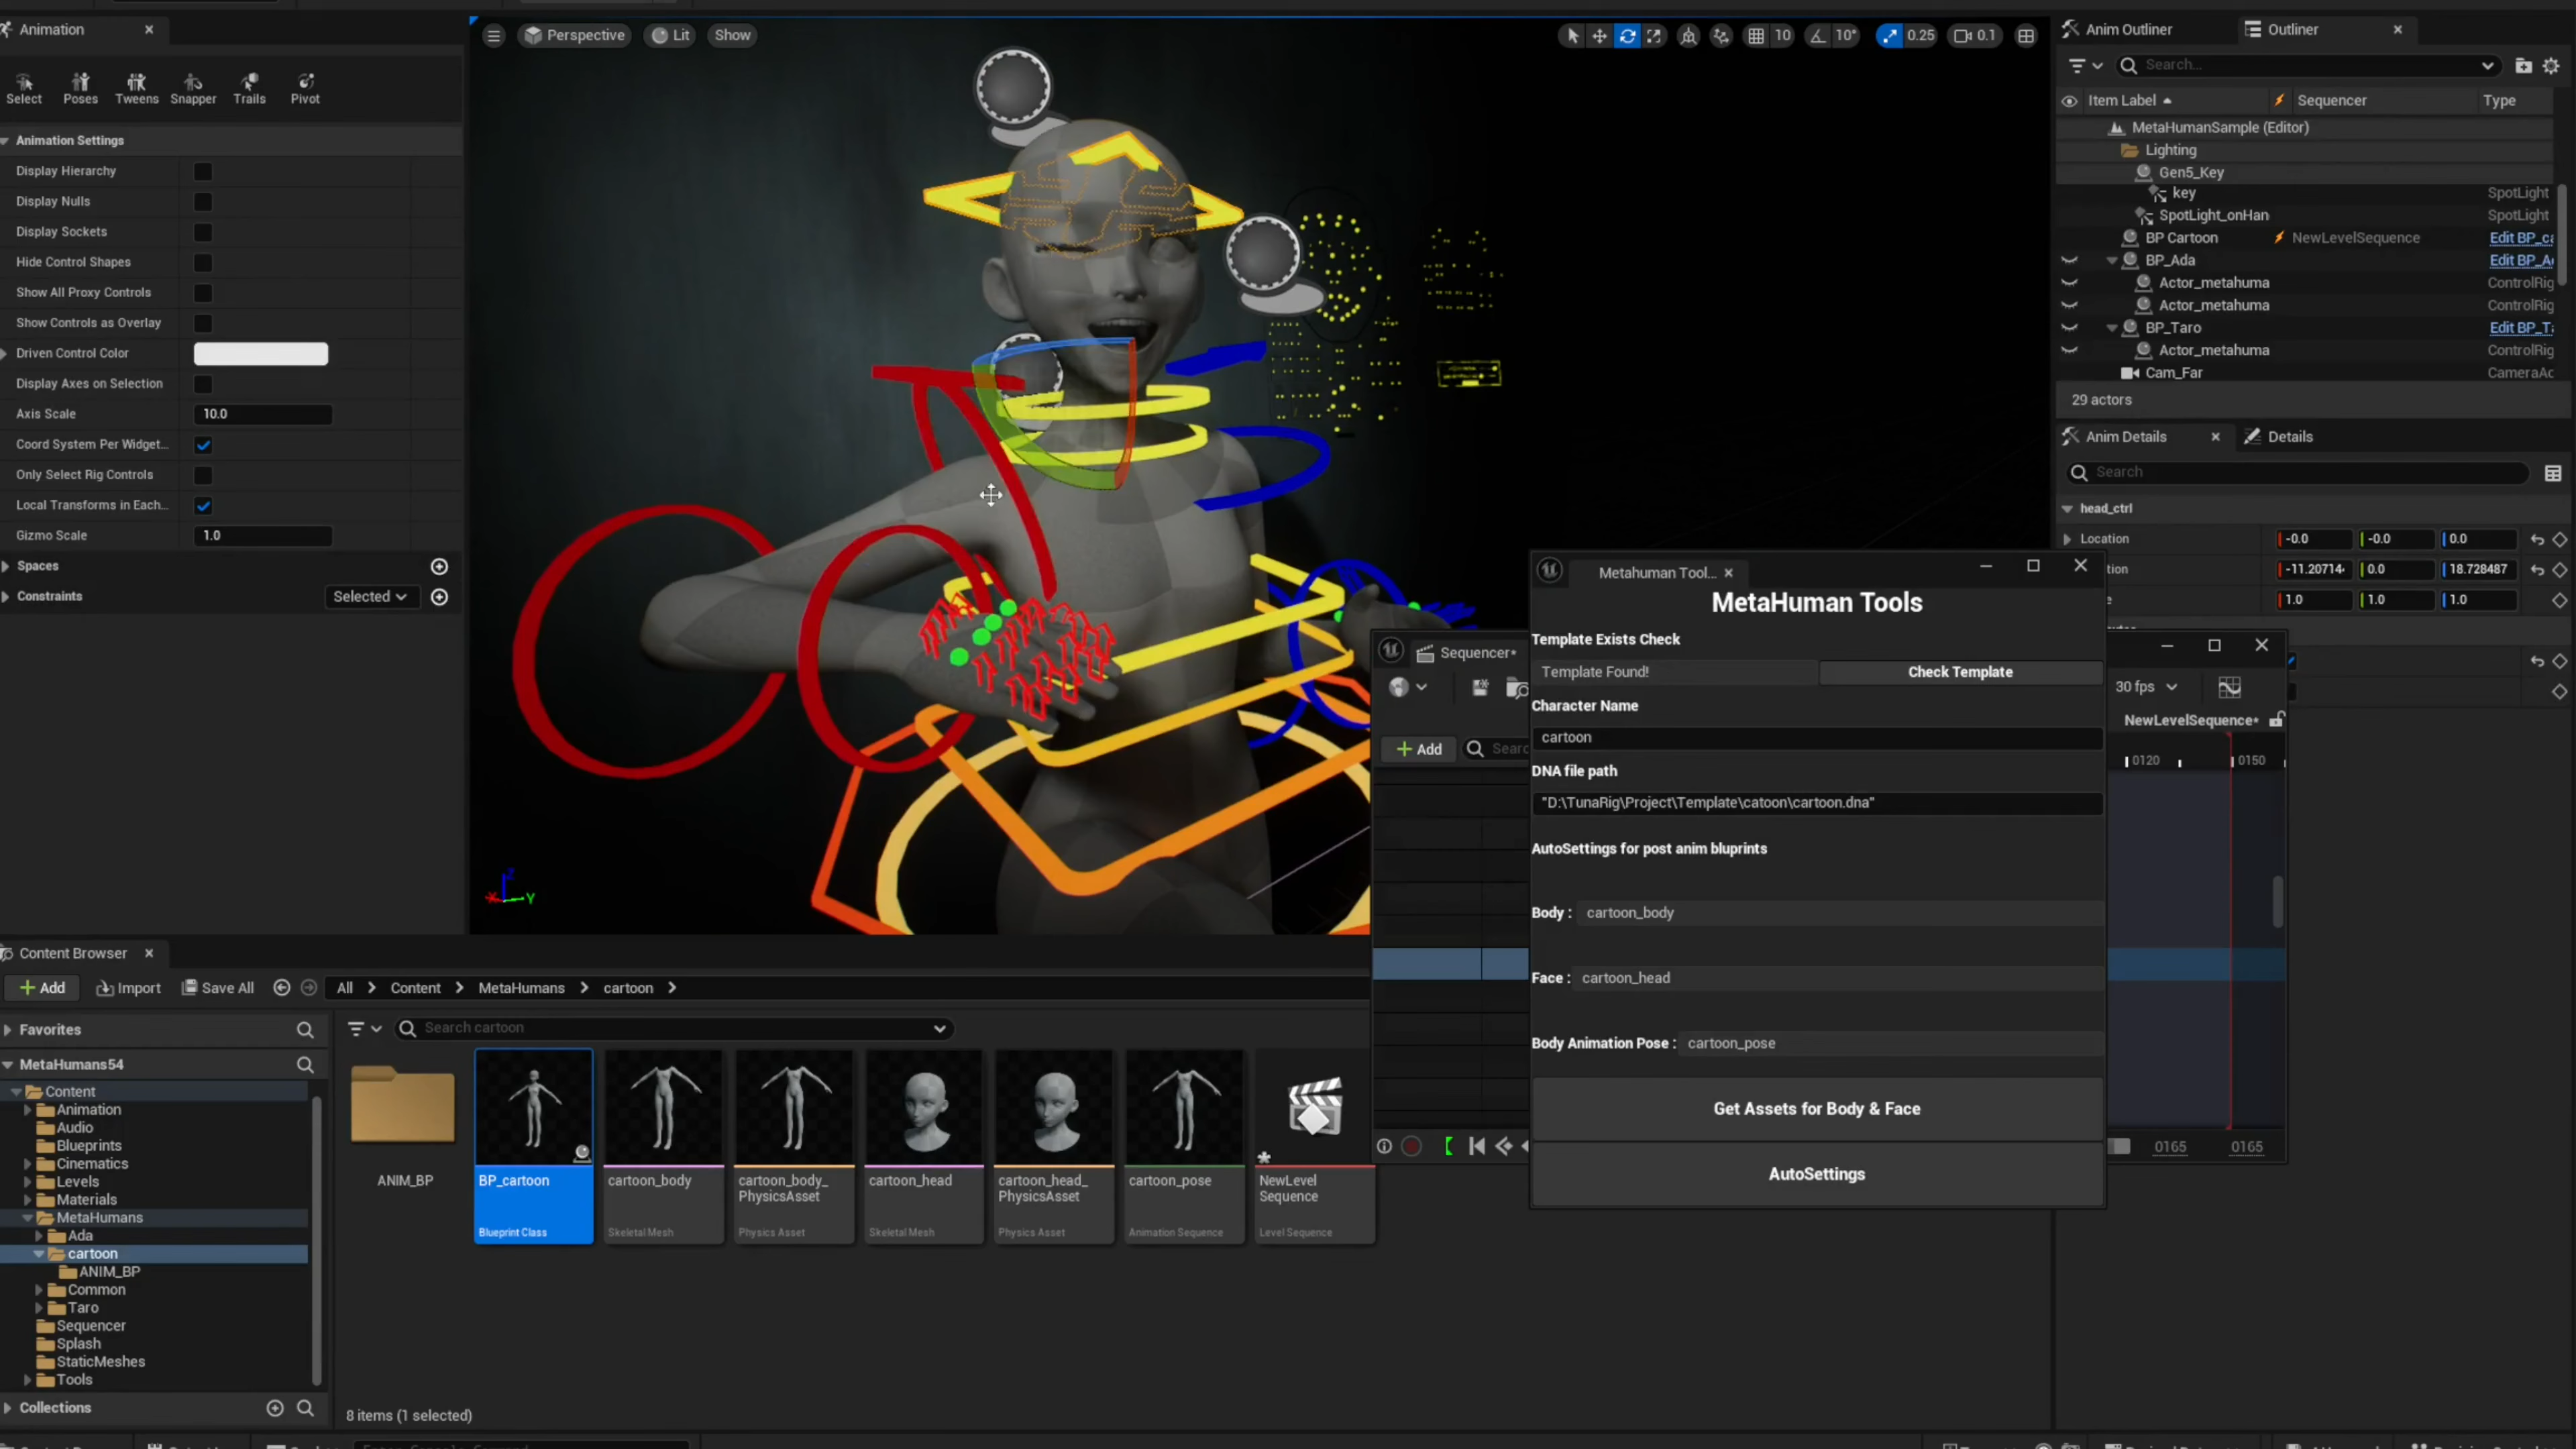 Animation
Select Poses Tweens Snapper Trails Pivot
Animation Settings
Display Hierarchy
Display Nulls
Display Sockets
Hide Control Shapes
Show All Proxy Controls
Show Controls as Overlay
Driven Control Color
Display Axes on Selection
Axis Scale 10.0
Coord System Per Widget...
Only Select Rig Controls
Local Transforms in Each...
Gizmo Scale 1.0
Spaces
Constraints Selected
Perspective Lit Show
10 10° 0.25 0.1
X Y Z
Anim Outliner Outliner
Search...
Item Label Sequencer Type
MetaHumanSample (Editor)
Lighting
Gen5_Key
key SpotLight
SpotLight_onHan SpotLight
BP Cartoon NewLevelSequence Edit BP_ca
BP_Ada Edit BP_A
Actor_metahuma ControlRig
Actor_metahuma ControlRig
BP_Taro Edit BP_Ta
Actor_metahuma ControlRig
Cam_Far CameraAc
29 actors
Anim Details Details
Search
head_ctrl
Location -0.0 -0.0 0.0
tion -11.20714 0.0 18.728487
e 1.0 1.0 1.0
Sequencer*
Add Searc
30 fps
NewLevelSequence*
0120 0150
0165 0165
Metahuman Tool...
MetaHuman Tools
Template Exists Check
Template Found! Check Template
Character Name
cartoon
DNA file path
"D:\TunaRig\Project\Template\catoon\cartoon.dna"
AutoSettings for post anim bluprints
Body : cartoon_body
Face : cartoon_head
Body Animation Pose : cartoon_pose
Get Assets for Body & Face
AutoSettings
Content Browser
Add Import Save All All > Content > MetaHumans > cartoon >
Favorites
MetaHumans54
Content
Animation
Audio
Blueprints
Cinematics
Levels
Materials
MetaHumans
Ada
cartoon
ANIM_BP
Common
Taro
Sequencer
Splash
StaticMeshes
Tools
Collections
Search cartoon
ANIM_BP
BP_cartoon
Blueprint Class
cartoon_body
Skeletal Mesh
cartoon_body_
PhysicsAsset
Physics Asset
cartoon_head
Skeletal Mesh
cartoon_head_
PhysicsAsset
Physics Asset
cartoon_pose
Animation Sequence
NewLevel
Sequence
Level Sequence
8 items (1 selected)